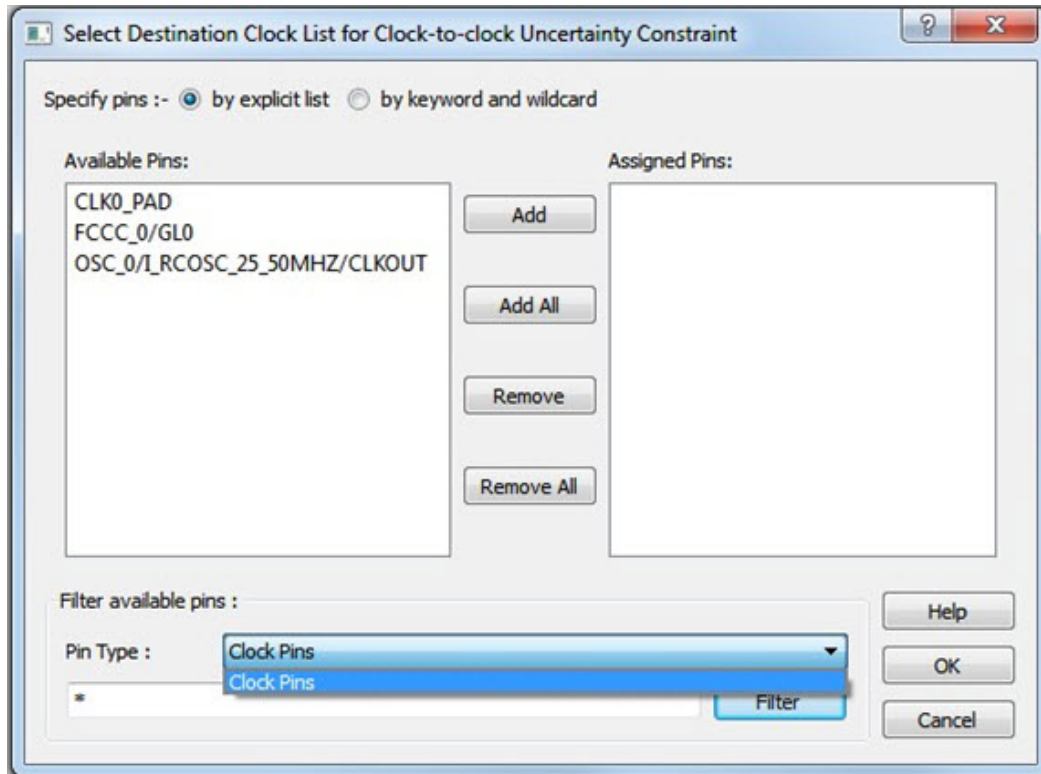 Select Destination Clock List for Clock-to-clock Uncertainty Constraint
Specify pins :- by explicit list by keyword and wildcard
Available Pins:
CLK0_PAD
FCCC_0/GL0
OSC_0/I_RCOSC_25_50MHZ/CLKOUT
Add
Add All
Remove
Remove All
Assigned Pins:
Filter available pins :
Pin Type : Clock Pins
Clock Pins
*
Filter
Help
OK
Cancel